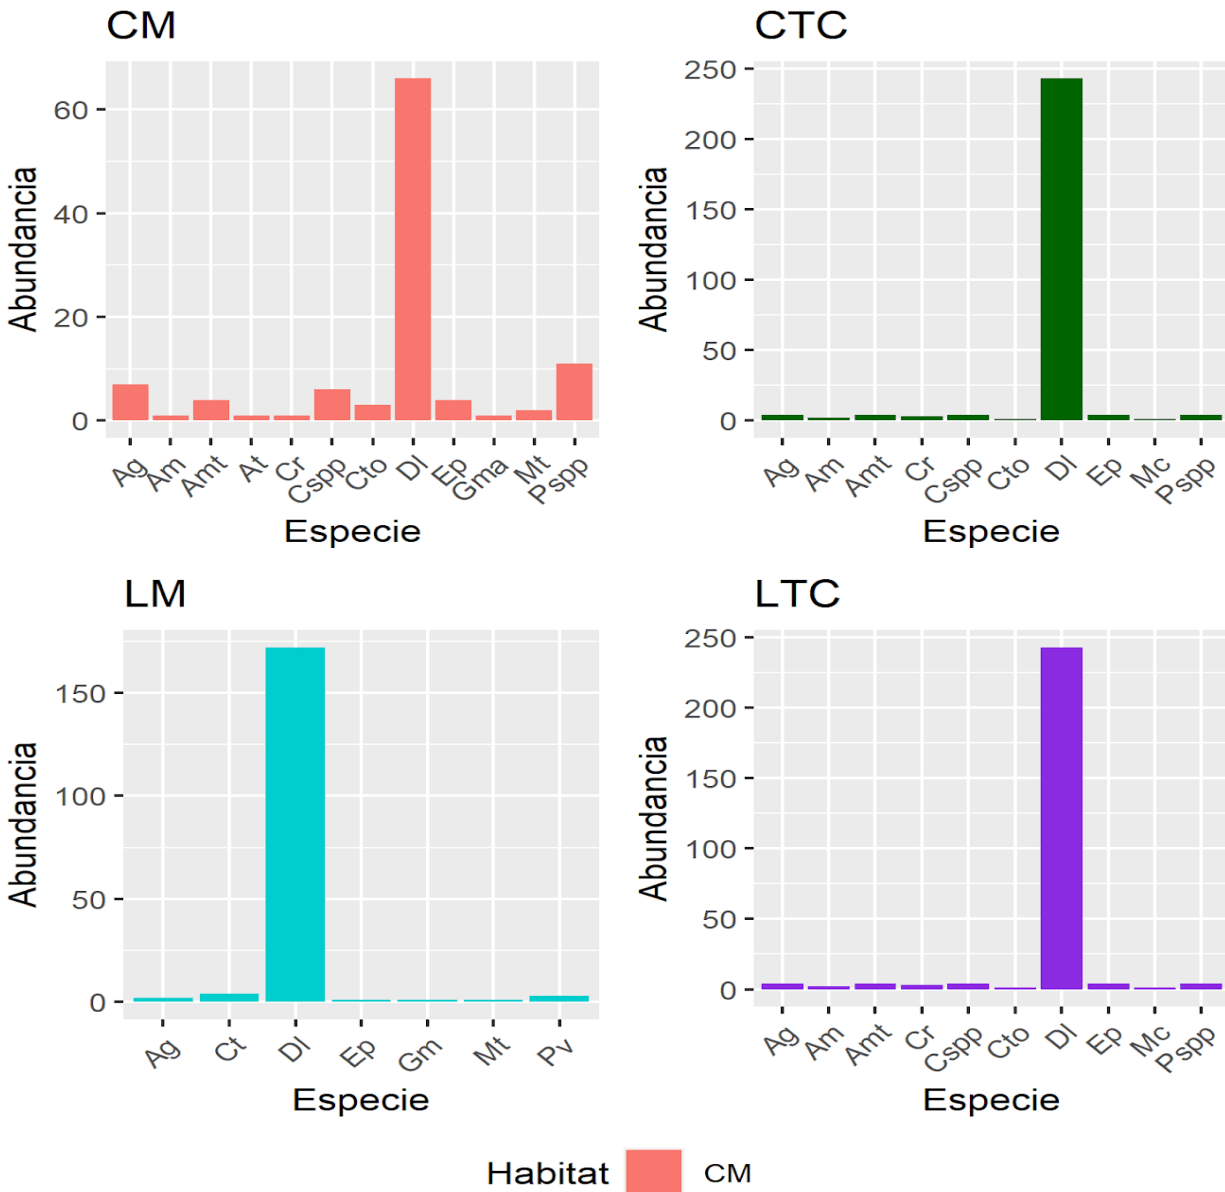 CM
Abundancia
60
40
20
0
Ag Am Amt At Cr Cspp Cto Dl Ep Gma Mt Pspp
Especie
CTC
Abundancia
250
200
150
100
50
0
Ag Am Amt Cr Cspp Cto Dl Ep Mc Pspp
Especie
LM
Abundancia
150
100
50
0
Ag Ct Dl Ep Gm Mt Pv
Especie
LTC
Abundancia
250
200
150
100
50
0
Ag Am Amt Cr Cspp Cto Dl Ep Mc Pspp
Especie
Habitat CM